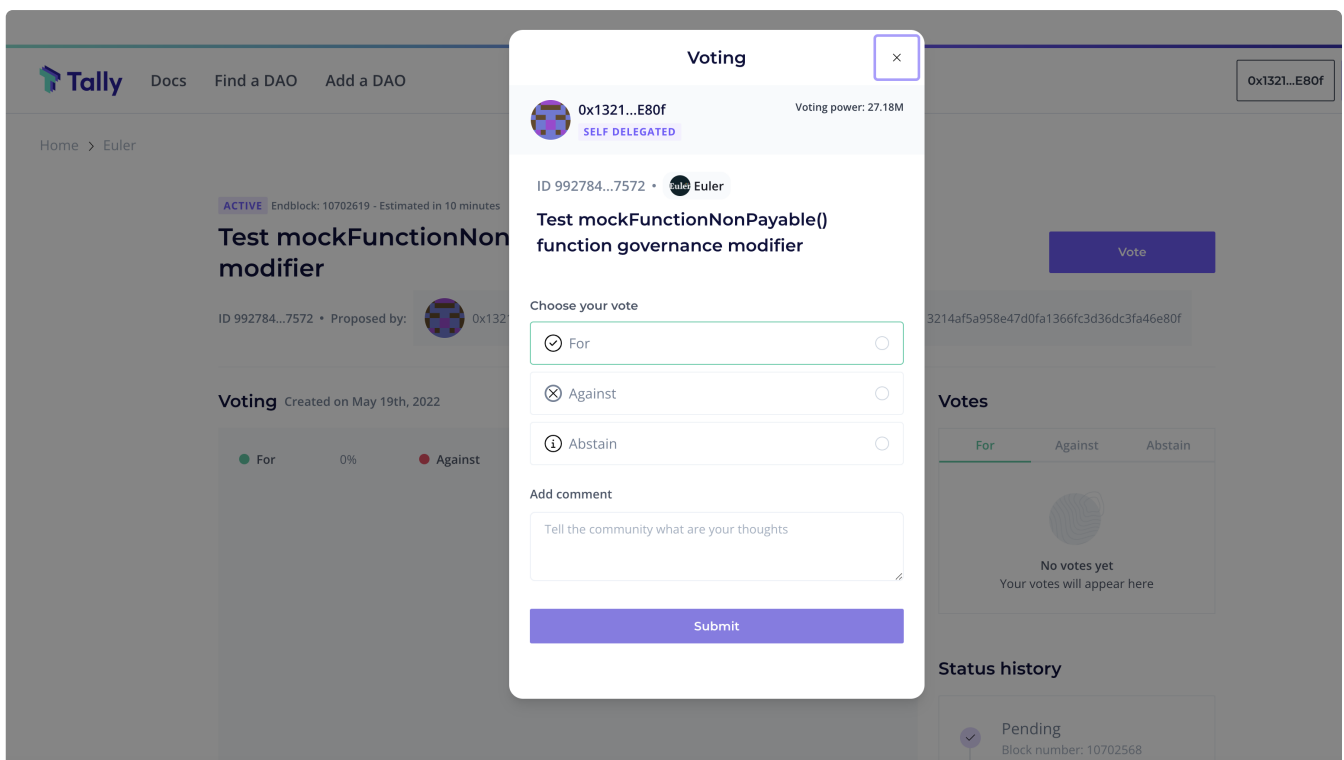 Tally
Docs
Find a DAO
Add a DAO
0x1321...E80f
Home > Euler
ACTIVE Endblock: 10702619 - Estimated in 10 minutes
Test mockFunctionNon
modifier
Vote
ID 992784...7572 • Proposed by:
0x132
3214af5a958e47d0fa1366fc3d36dc3fa46e80f
Voting Created on May 19th, 2022
For 0%
Against
Voting
0x1321...E80f
SELF DELEGATED
Voting power: 27.18M
ID 992784...7572 • Euler Euler
Test mockFunctionNonPayable()
function governance modifier
Choose your vote
For
Against
Abstain
Add comment
Tell the community what are your thoughts
Submit
Votes
For
Against
Abstain
No votes yet
Your votes will appear here
Status history
Pending
Block number: 10702568